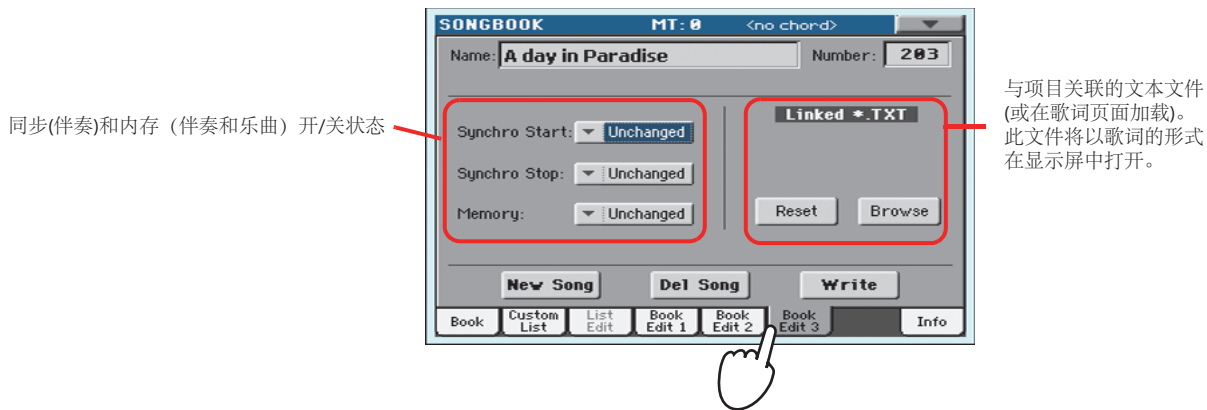 SONGBOOK MT: 0 <no chord>
Name: A day in Paradise Number: 203
同步(伴奏)和内存（伴奏和乐曲）开/关状态
Synchro Start: Unchanged
Synchro Stop: Unchanged
Memory: Unchanged
Linked *.TXT
Reset Browse
与项目关联的文本文件
(或在歌词页面加载)。
此文件将以歌词的形式
在显示屏中打开。
New Song Del Song Write
Book Custom List List Edit Book Edit 1 Book Edit 2 Book Edit 3 Info